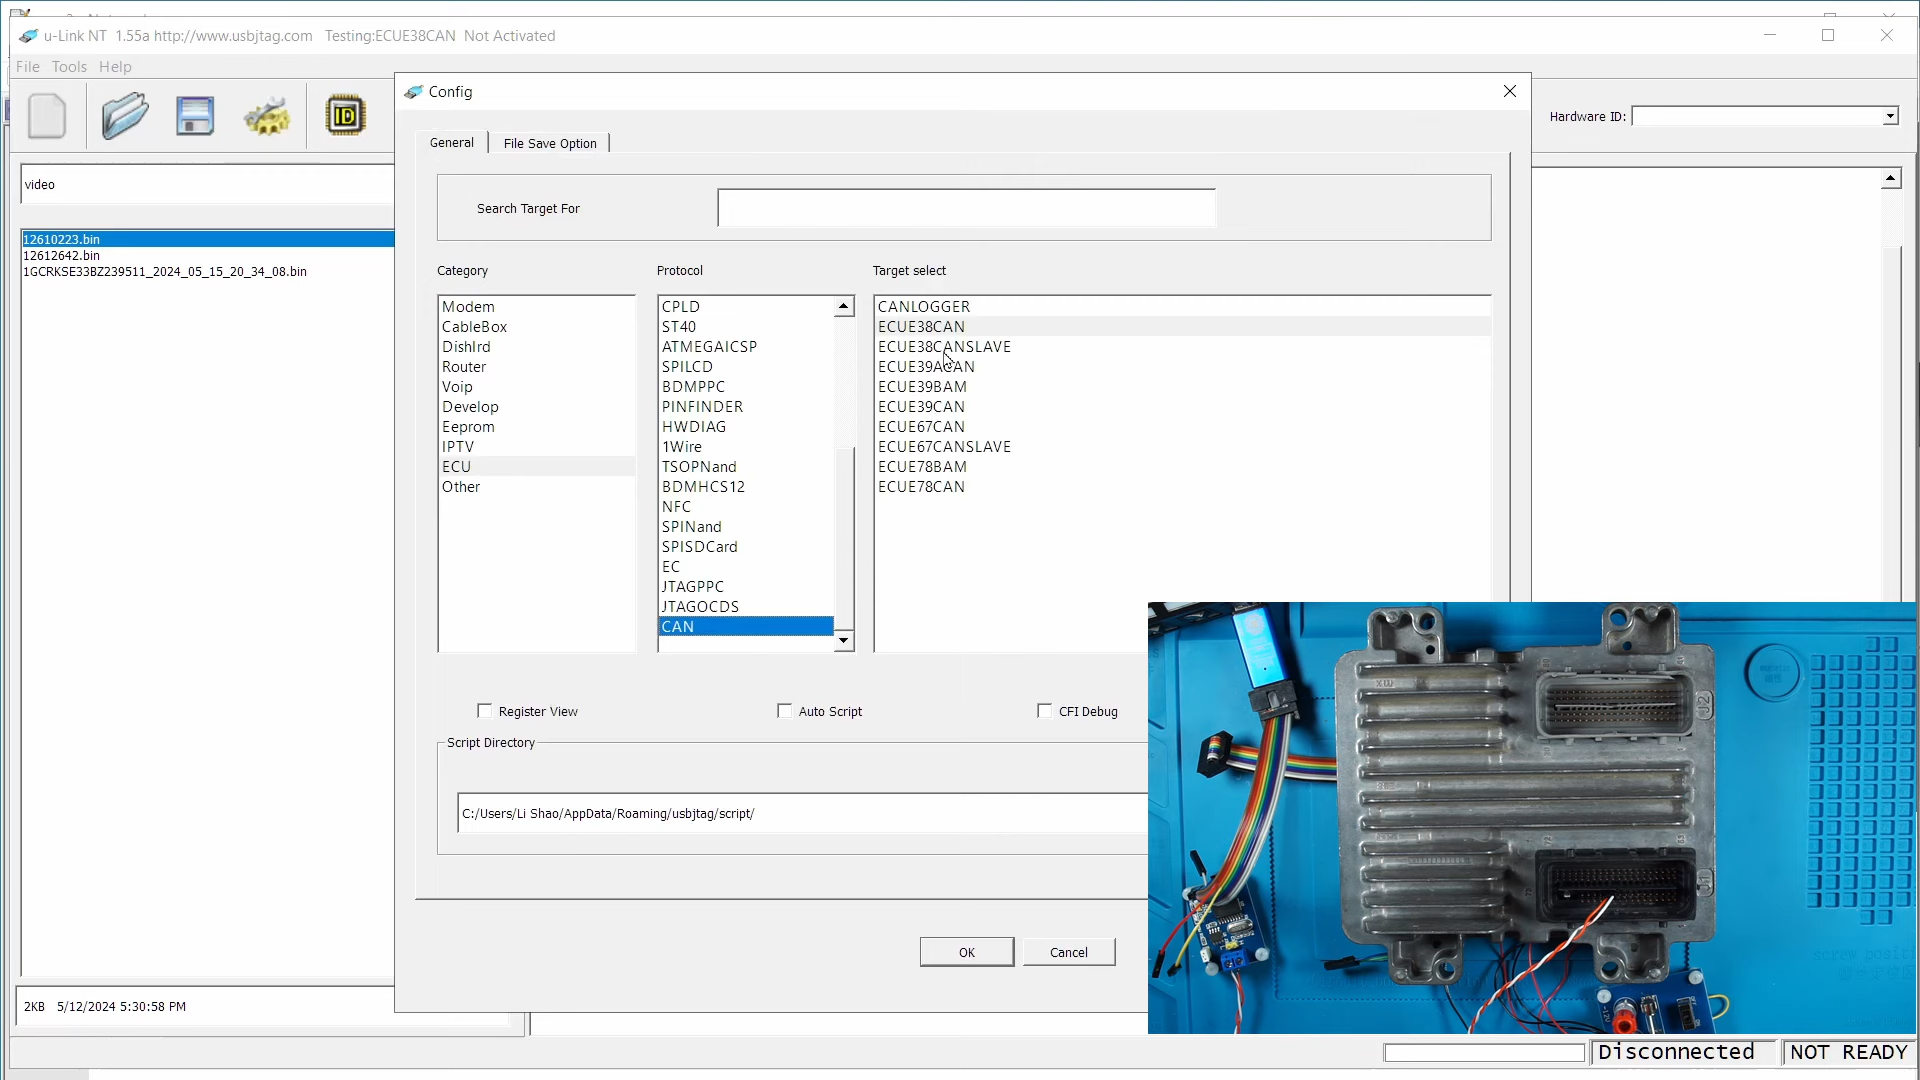 u-Link NT 1.55a http://www.usbjtag.com Testing:ECUE38CAN Not Activated
File Tools Help
Config
ID
Hardware ID:
General
File Save Option
video
Search Target For
12610223.bin
12612642.bin
1GCRKSE33BZ239511_2024_05_15_20_34_08.bin
Category
Modem
CableBox
DishIrd
Router
Voip
Develop
Eeprom
IPTV
ECU
Other
Protocol
CPLD
ST40
ATMEGAICSP
SPILCD
BDMPPC
PINFINDER
HWDIAG
1Wire
TSOPNand
BDMHCS12
NFC
SPINand
SPISDCard
EC
JTAGPPC
JTAGOCDS
CAN
Target select
CANLOGGER
ECUE38CAN
ECUE38CANSLAVE
ECUE39ACAN
ECUE39BAM
ECUE39CAN
ECUE67CAN
ECUE67CANSLAVE
ECUE78BAM
ECUE78CAN
Register View
Auto Script
CFI Debug
Script Directory
C:/Users/Li Shao/AppData/Roaming/usbjtag/script/
OK
Cancel
J2
J1
screw positi
2KB 5/12/2024 5:30:58 PM
Disconnected
NOT READY